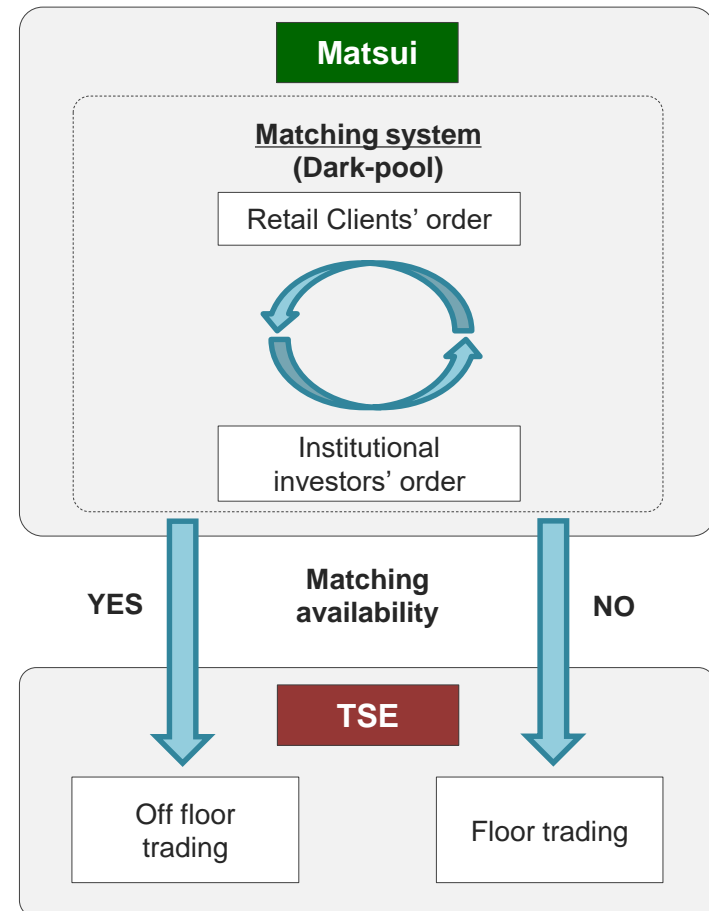 Matsui
Matching system
(Dark-pool)
Retail Clients’ order
Institutional
investors’ order
YES
Matching
availability
NO
TSE
Off floor
trading
Floor trading